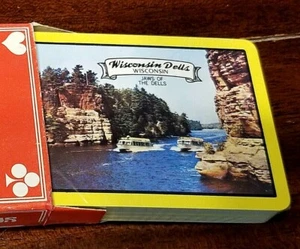 Wisconsin Dells
WISCONSIN
JAWS OF
THE DELLS